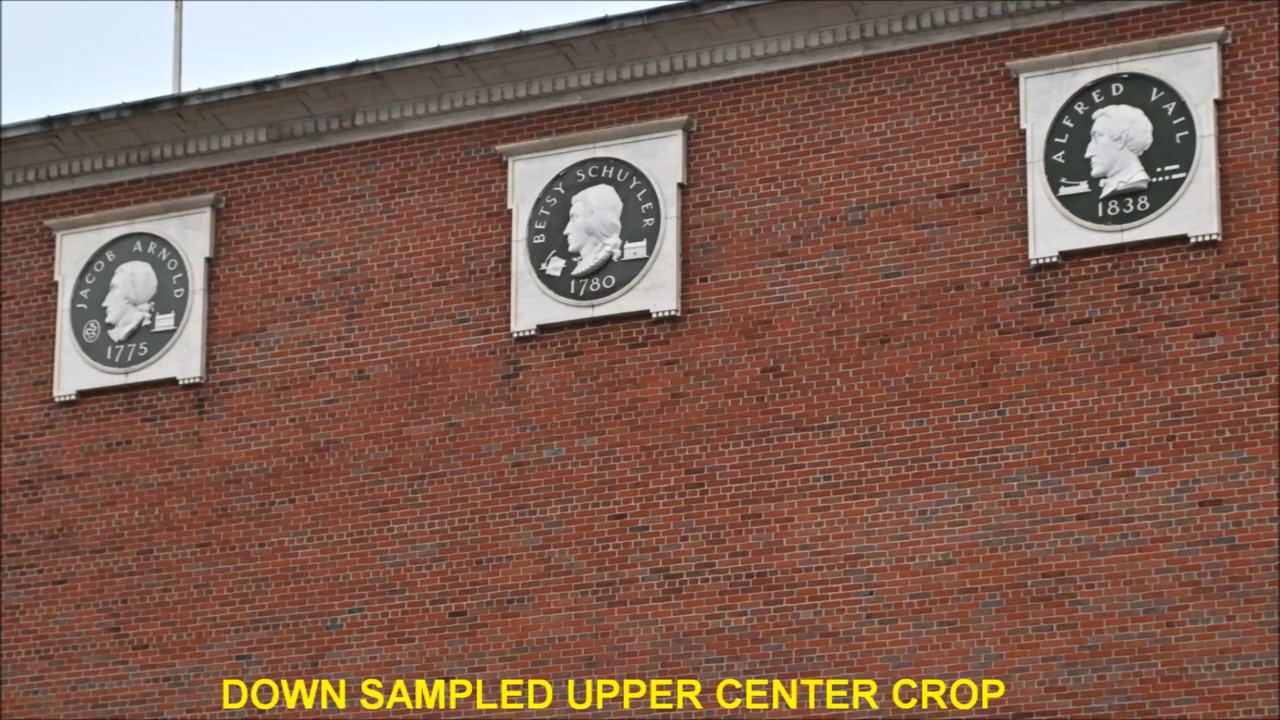 JACOB ARNOLD
1775
BETSY SCHUYLER
1780
ALFRED VAIL
1838
DOWN SAMPLED UPPER CENTER CROP